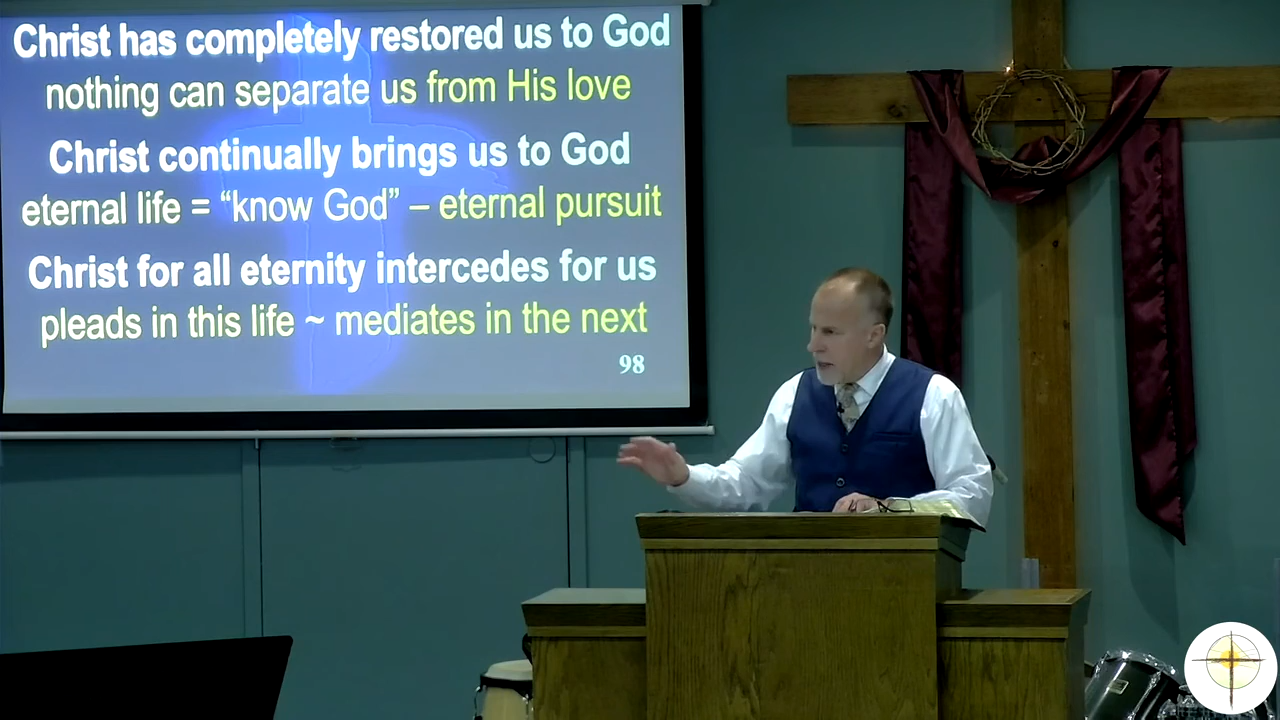 Christ has completely restored us to God
nothing can separate us from His love
Christ continually brings us to God
eternal life = “know God” – eternal pursuit
Christ for all eternity intercedes for us
pleads in this life ~ mediates in the next
98